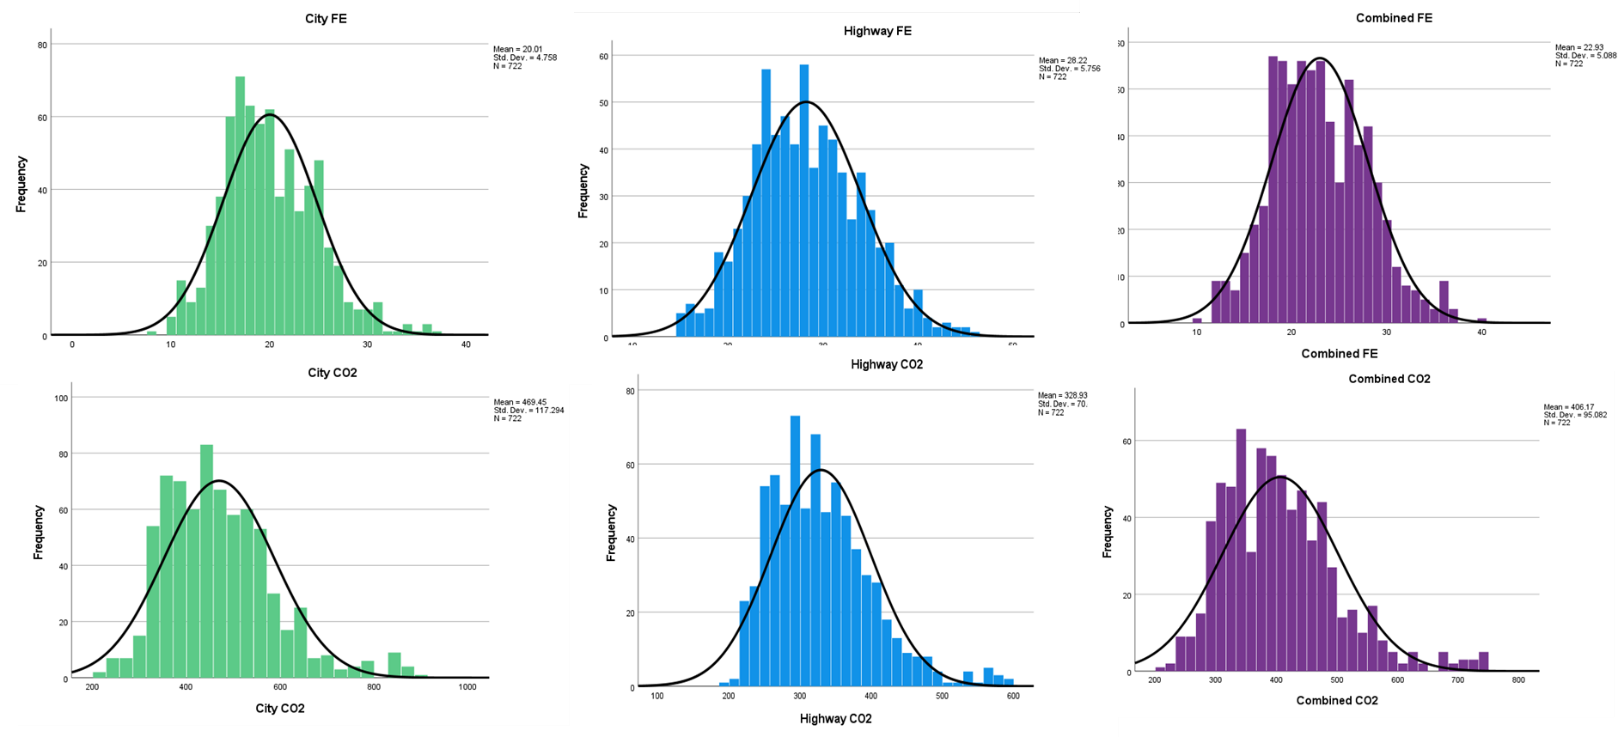 City FE
Mean = 20.01
Std. Dev. = 4.758
N = 722
Frequency
80
60
40
20
0
0 10 20 30 40
Highway FE
Mean = 28.22
Std. Dev. = 5.756
N = 722
Frequency
60
50
40
30
20
10
0
Combined FE
Mean = 22.93
Std. Dev. = 5.088
N = 722
10 20 30 40
Combined FE
City CO2
Mean = 469.45
Std. Dev. = 117.294
N = 722
Frequency
100
80
60
40
20
0
200 400 600 800 1000
City CO2
Highway CO2
Mean = 328.93
Std. Dev. = 70.
N = 722
Frequency
80
60
40
20
0
100 200 300 400 500 600
Highway CO2
Combined CO2
Mean = 406.17
Std. Dev. = 95.082
N = 722
Frequency
60
40
20
0
200 300 400 500 600 700 800
Combined CO2